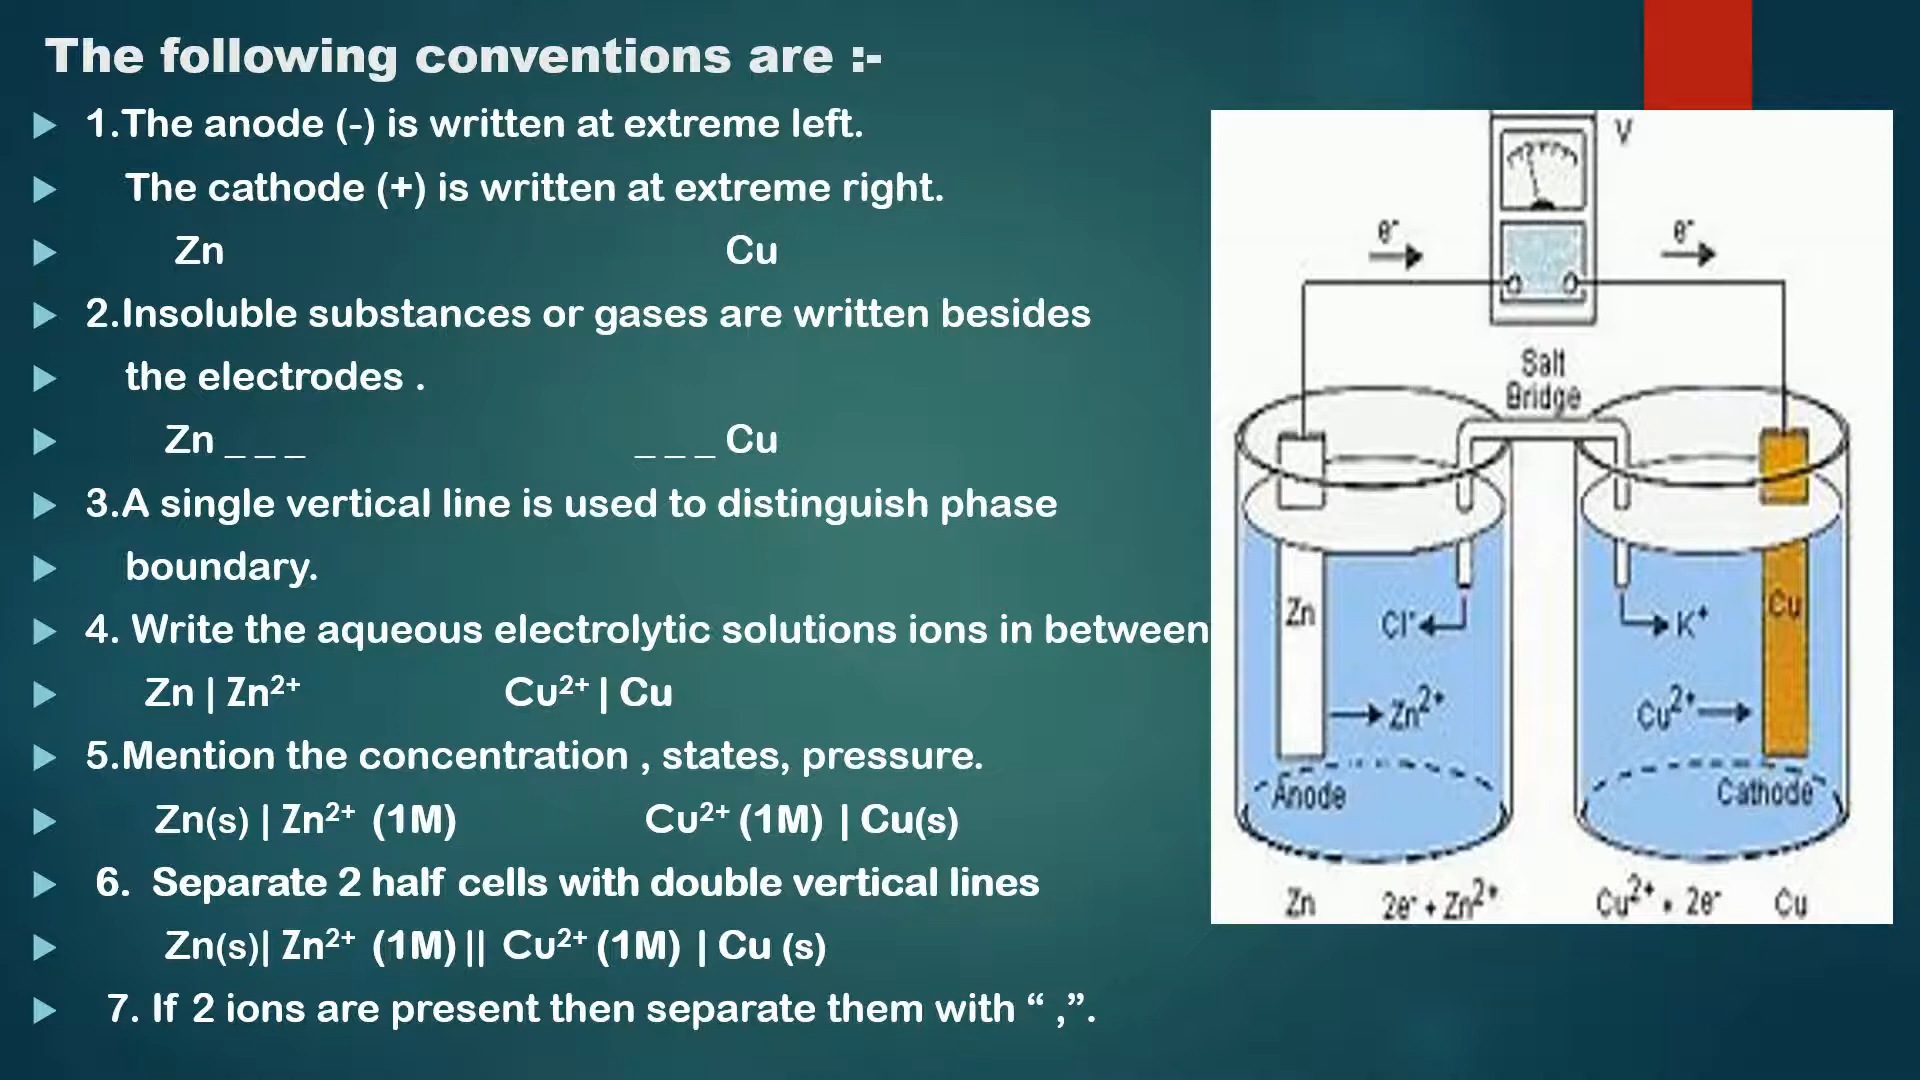 The following conventions are :-
1.The anode (-) is written at extreme left.
The cathode (+) is written at extreme right.
Zn Cu
2.Insoluble substances or gases are written besides
the electrodes .
Zn _ _ _ _ _ _ Cu
3.A single vertical line is used to distinguish phase
boundary.
4. Write the aqueous electrolytic solutions ions in between
Zn | Zn²⁺ Cu²⁺ | Cu
5.Mention the concentration , states, pressure.
Zn(s) | Zn²⁺ (1M) Cu²⁺ (1M) | Cu(s)
6. Separate 2 half cells with double vertical lines
Zn(s)| Zn²⁺ (1M) || Cu²⁺ (1M) | Cu (s)
7. If 2 ions are present then separate them with “ ,”.
V
e⁻ e⁻
Salt
Bridge
Zn Cl⁻ K⁺ Cu
Zn²⁺ Cu²⁺
Anode Cathode
Zn 2e⁻ + Zn²⁺ Cu²⁺ + 2e⁻ Cu